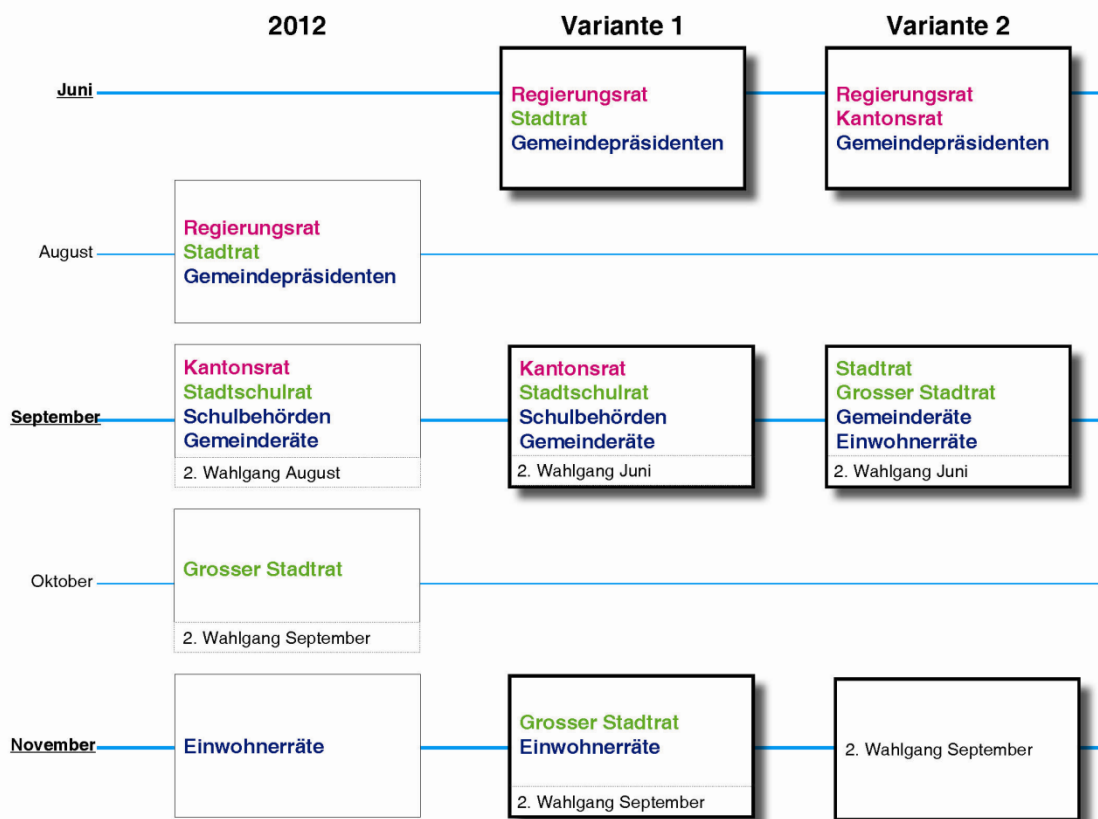 2012
Variante 1
Variante 2
Juni
Regierungsrat
Stadtrat
Gemeindepräsidenten
Regierungsrat
Kantonsrat
Gemeindepräsidenten
August
Regierungsrat
Stadtrat
Gemeindepräsidenten
September
Kantonsrat
Stadtschulrat
Schulbehörden
Gemeinderäte
2. Wahlgang August
Kantonsrat
Stadtschulrat
Schulbehörden
Gemeinderäte
2. Wahlgang Juni
Stadtrat
Grosser Stadtrat
Gemeinderäte
Einwohnerräte
2. Wahlgang Juni
Oktober
Grosser Stadtrat
2. Wahlgang September
November
Einwohnerräte
Grosser Stadtrat
Einwohnerräte
2. Wahlgang September
2. Wahlgang September